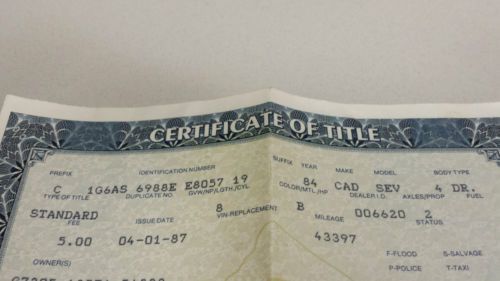 CERTIFICATE OF TITLE
PREFIX IDENTIFICATION NUMBER SUFFIX YEAR MAKE MODEL BODY TYPE
C 1G6AS 6988E E8057 19 84 CAD SEV 4 DR.
TYPE OF TITLE DUPLICATE NO. GVW/NP/LGTH/CYL COLOR/MTL/HP DEALER I.D. AXLES/PROP FUEL
STANDARD 8 B 006620 2
FEE ISSUE DATE VIN-REPLACEMENT MILEAGE STATUS
5.00 04-01-87 43397
OWNER(S) F-FLOOD S-SALVAGE
P-POLICE T-TAXI